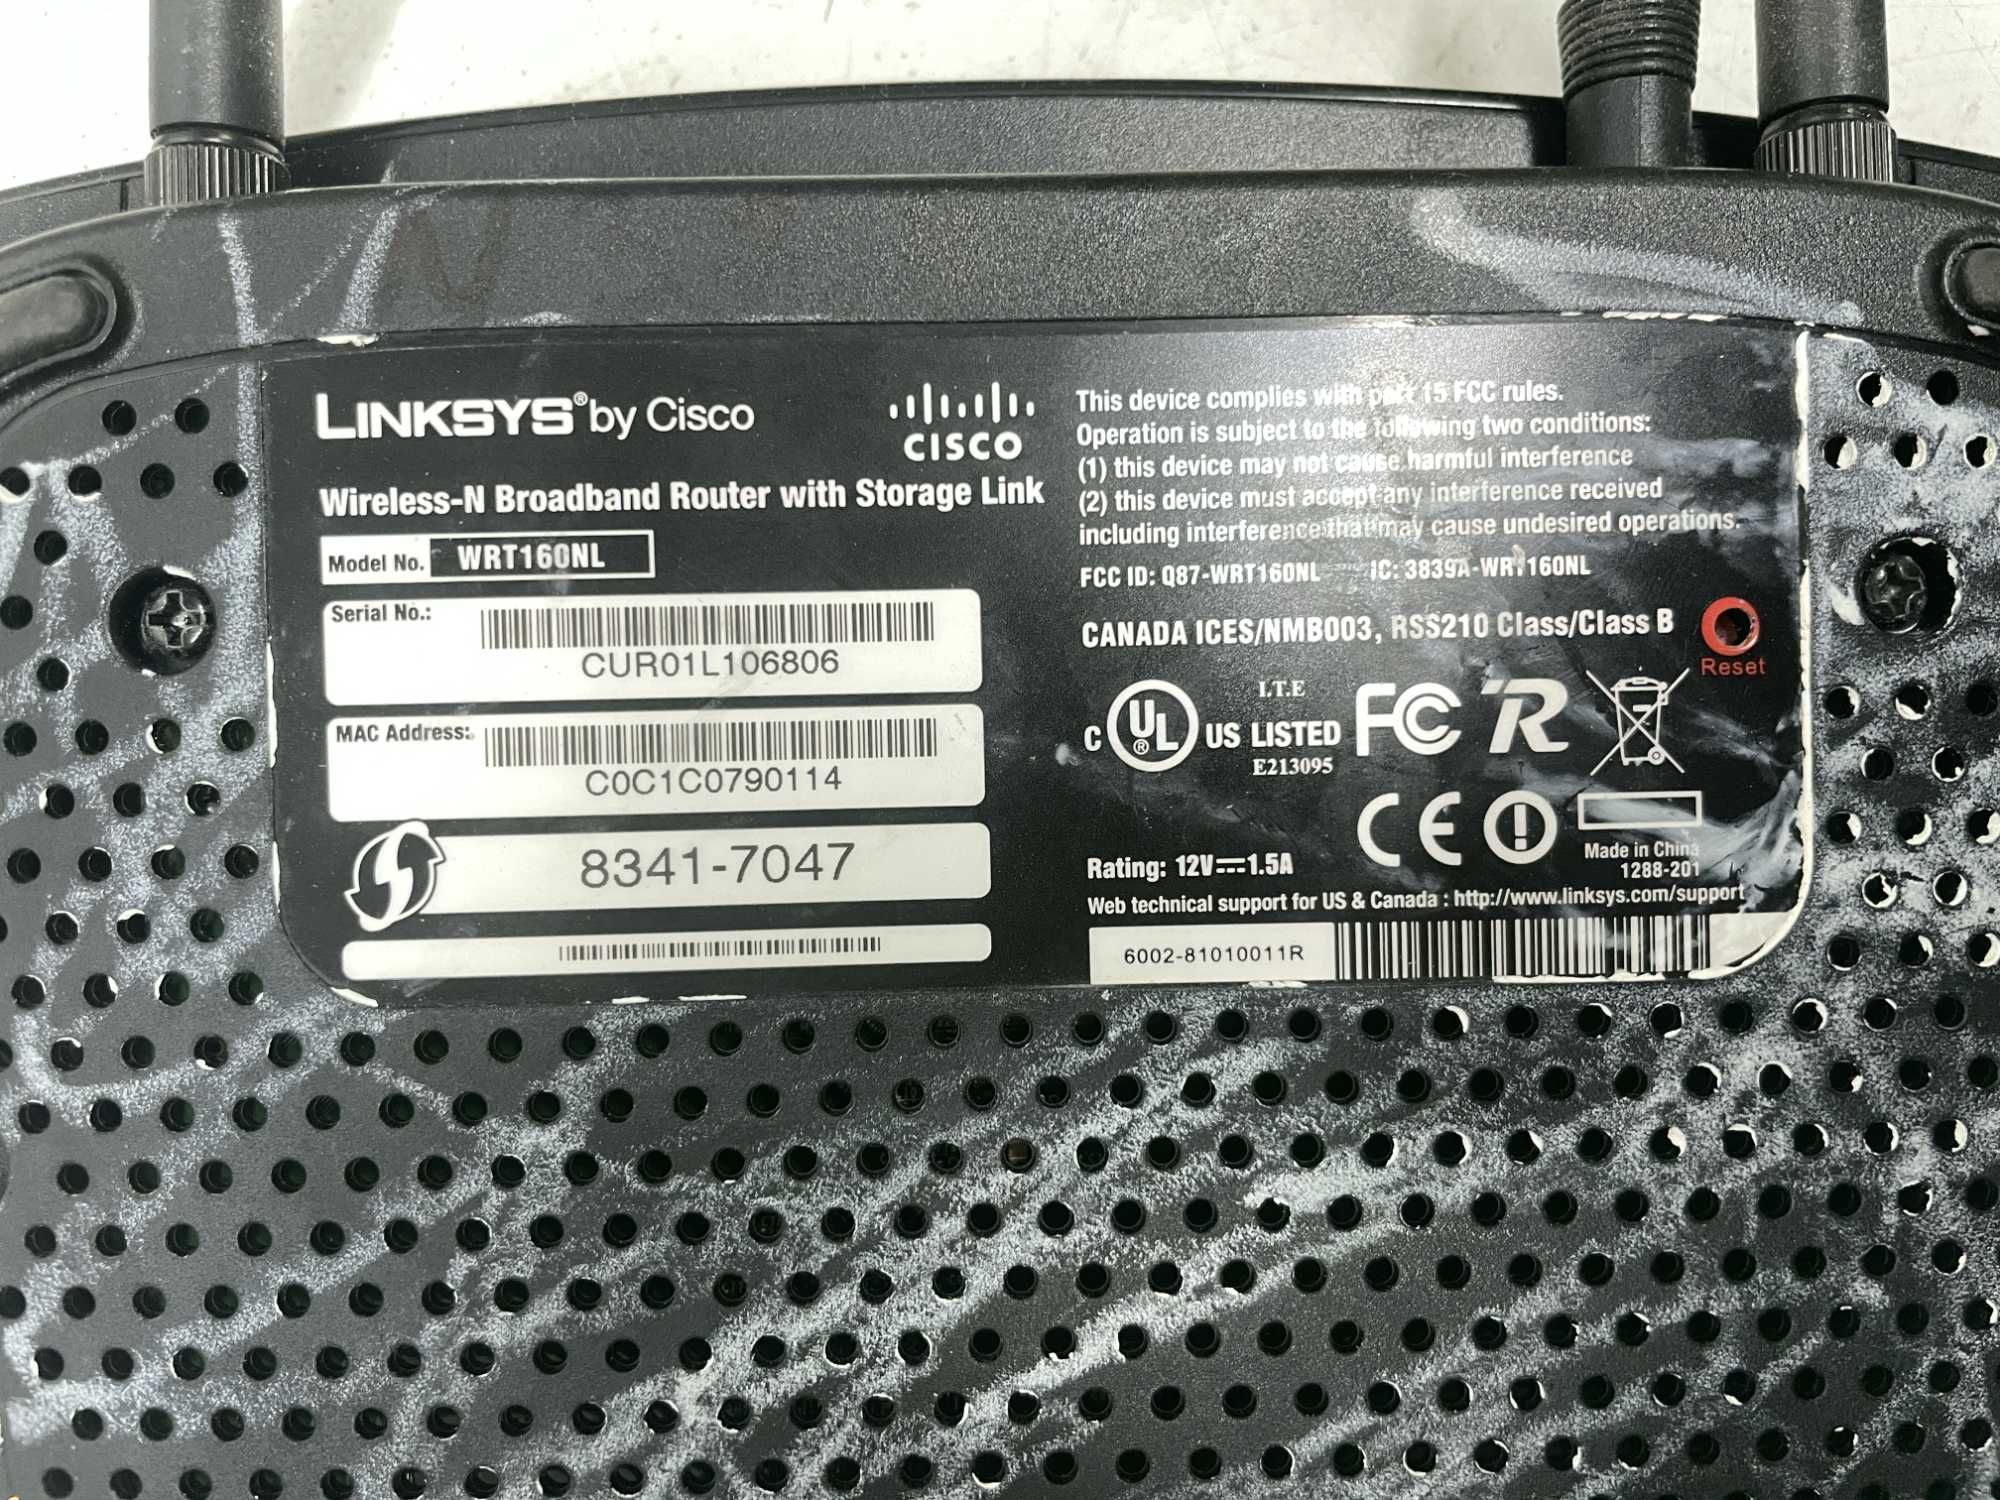 LINKSYS® by Cisco
CISCO
Wireless-N Broadband Router with Storage Link
Model No. WRT160NL
Serial No.:
CUR01L106806
MAC Address:
C0C1C0790114
8341-7047
This device complies with part 15 FCC rules.
Operation is subject to the following two conditions:
(1) this device may not cause harmful interference
(2) this device must accept any interference received
including interference that may cause undesired operations.
FCC ID: Q87-WRT160NL IC: 3839A-WRT160NL
CANADA ICES/NMB003, RSS210 Class/Class B
Reset
I.T.E
C UL® US LISTED FC R
E213095
CE
Made in China
1288-201
Rating: 12V⎓1.5A
Web technical support for US & Canada : http://www.linksys.com/support
6002-81010011R